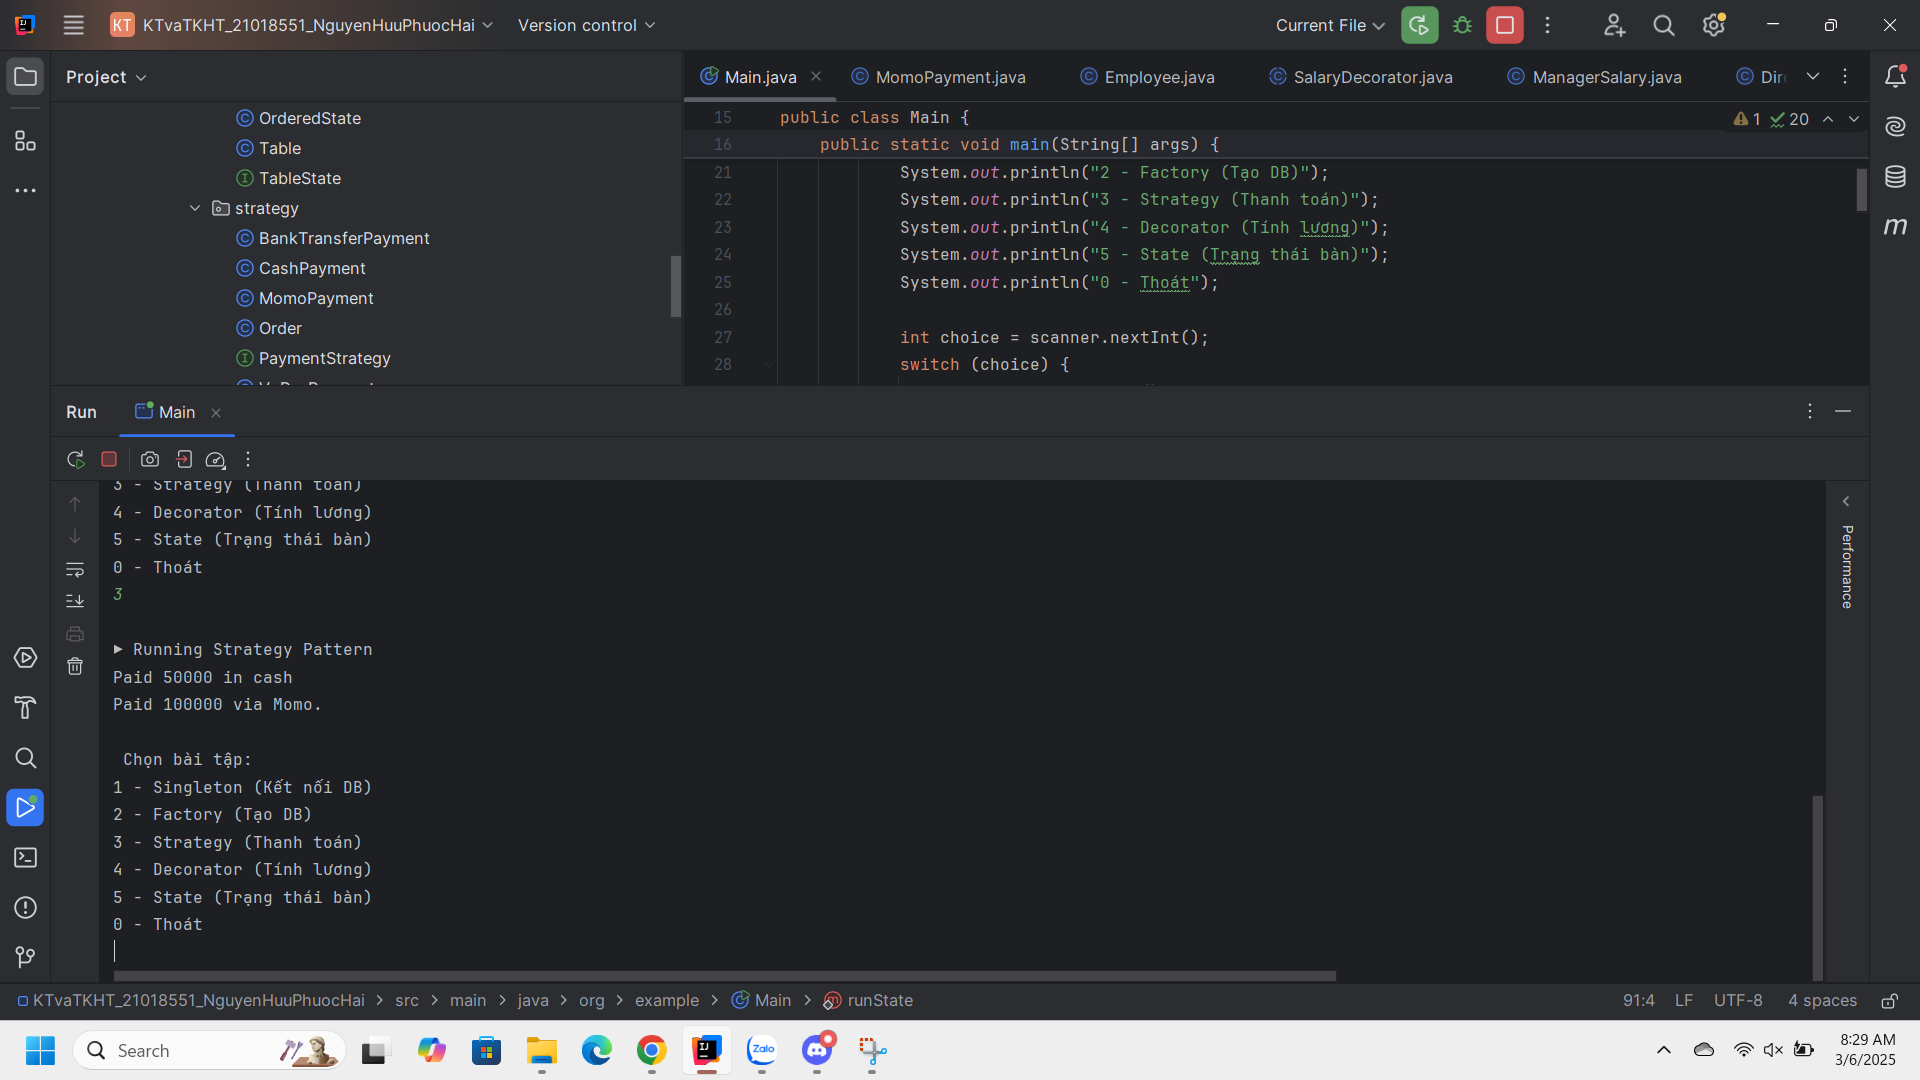 KT KTvaTKHT_21018551_NguyenHuuPhuocHai Version control Current File
Project
OrderedState
Table
TableState
strategy
BankTransferPayment
CashPayment
MomoPayment
Order
PaymentStrategy
Main.java MomoPayment.java Employee.java SalaryDecorator.java ManagerSalary.java Dir
15 public class Main {
1 20
16 public static void main(String[] args) {
21 System.out.println("2 - Factory (Tạo DB)");
22 System.out.println("3 - Strategy (Thanh toán)");
23 System.out.println("4 - Decorator (Tính lương)");
24 System.out.println("5 - State (Trạng thái bàn)");
25 System.out.println("0 - Thoát");
26
27 int choice = scanner.nextInt();
28 switch (choice) {
Run Main
3 - Strategy (Thanh toán)
4 - Decorator (Tính lương)
5 - State (Trạng thái bàn)
0 - Thoát
3
▶ Running Strategy Pattern
Paid 50000 in cash
Paid 100000 via Momo.
Chọn bài tập:
1 - Singleton (Kết nối DB)
2 - Factory (Tạo DB)
3 - Strategy (Thanh toán)
4 - Decorator (Tính lương)
5 - State (Trạng thái bàn)
0 - Thoát
Performance
KTvaTKHT_21018551_NguyenHuuPhuocHai > src > main > java > org > example > Main > runState 91:4 LF UTF-8 4 spaces
Search
Zalo
8:29 AM
3/6/2025